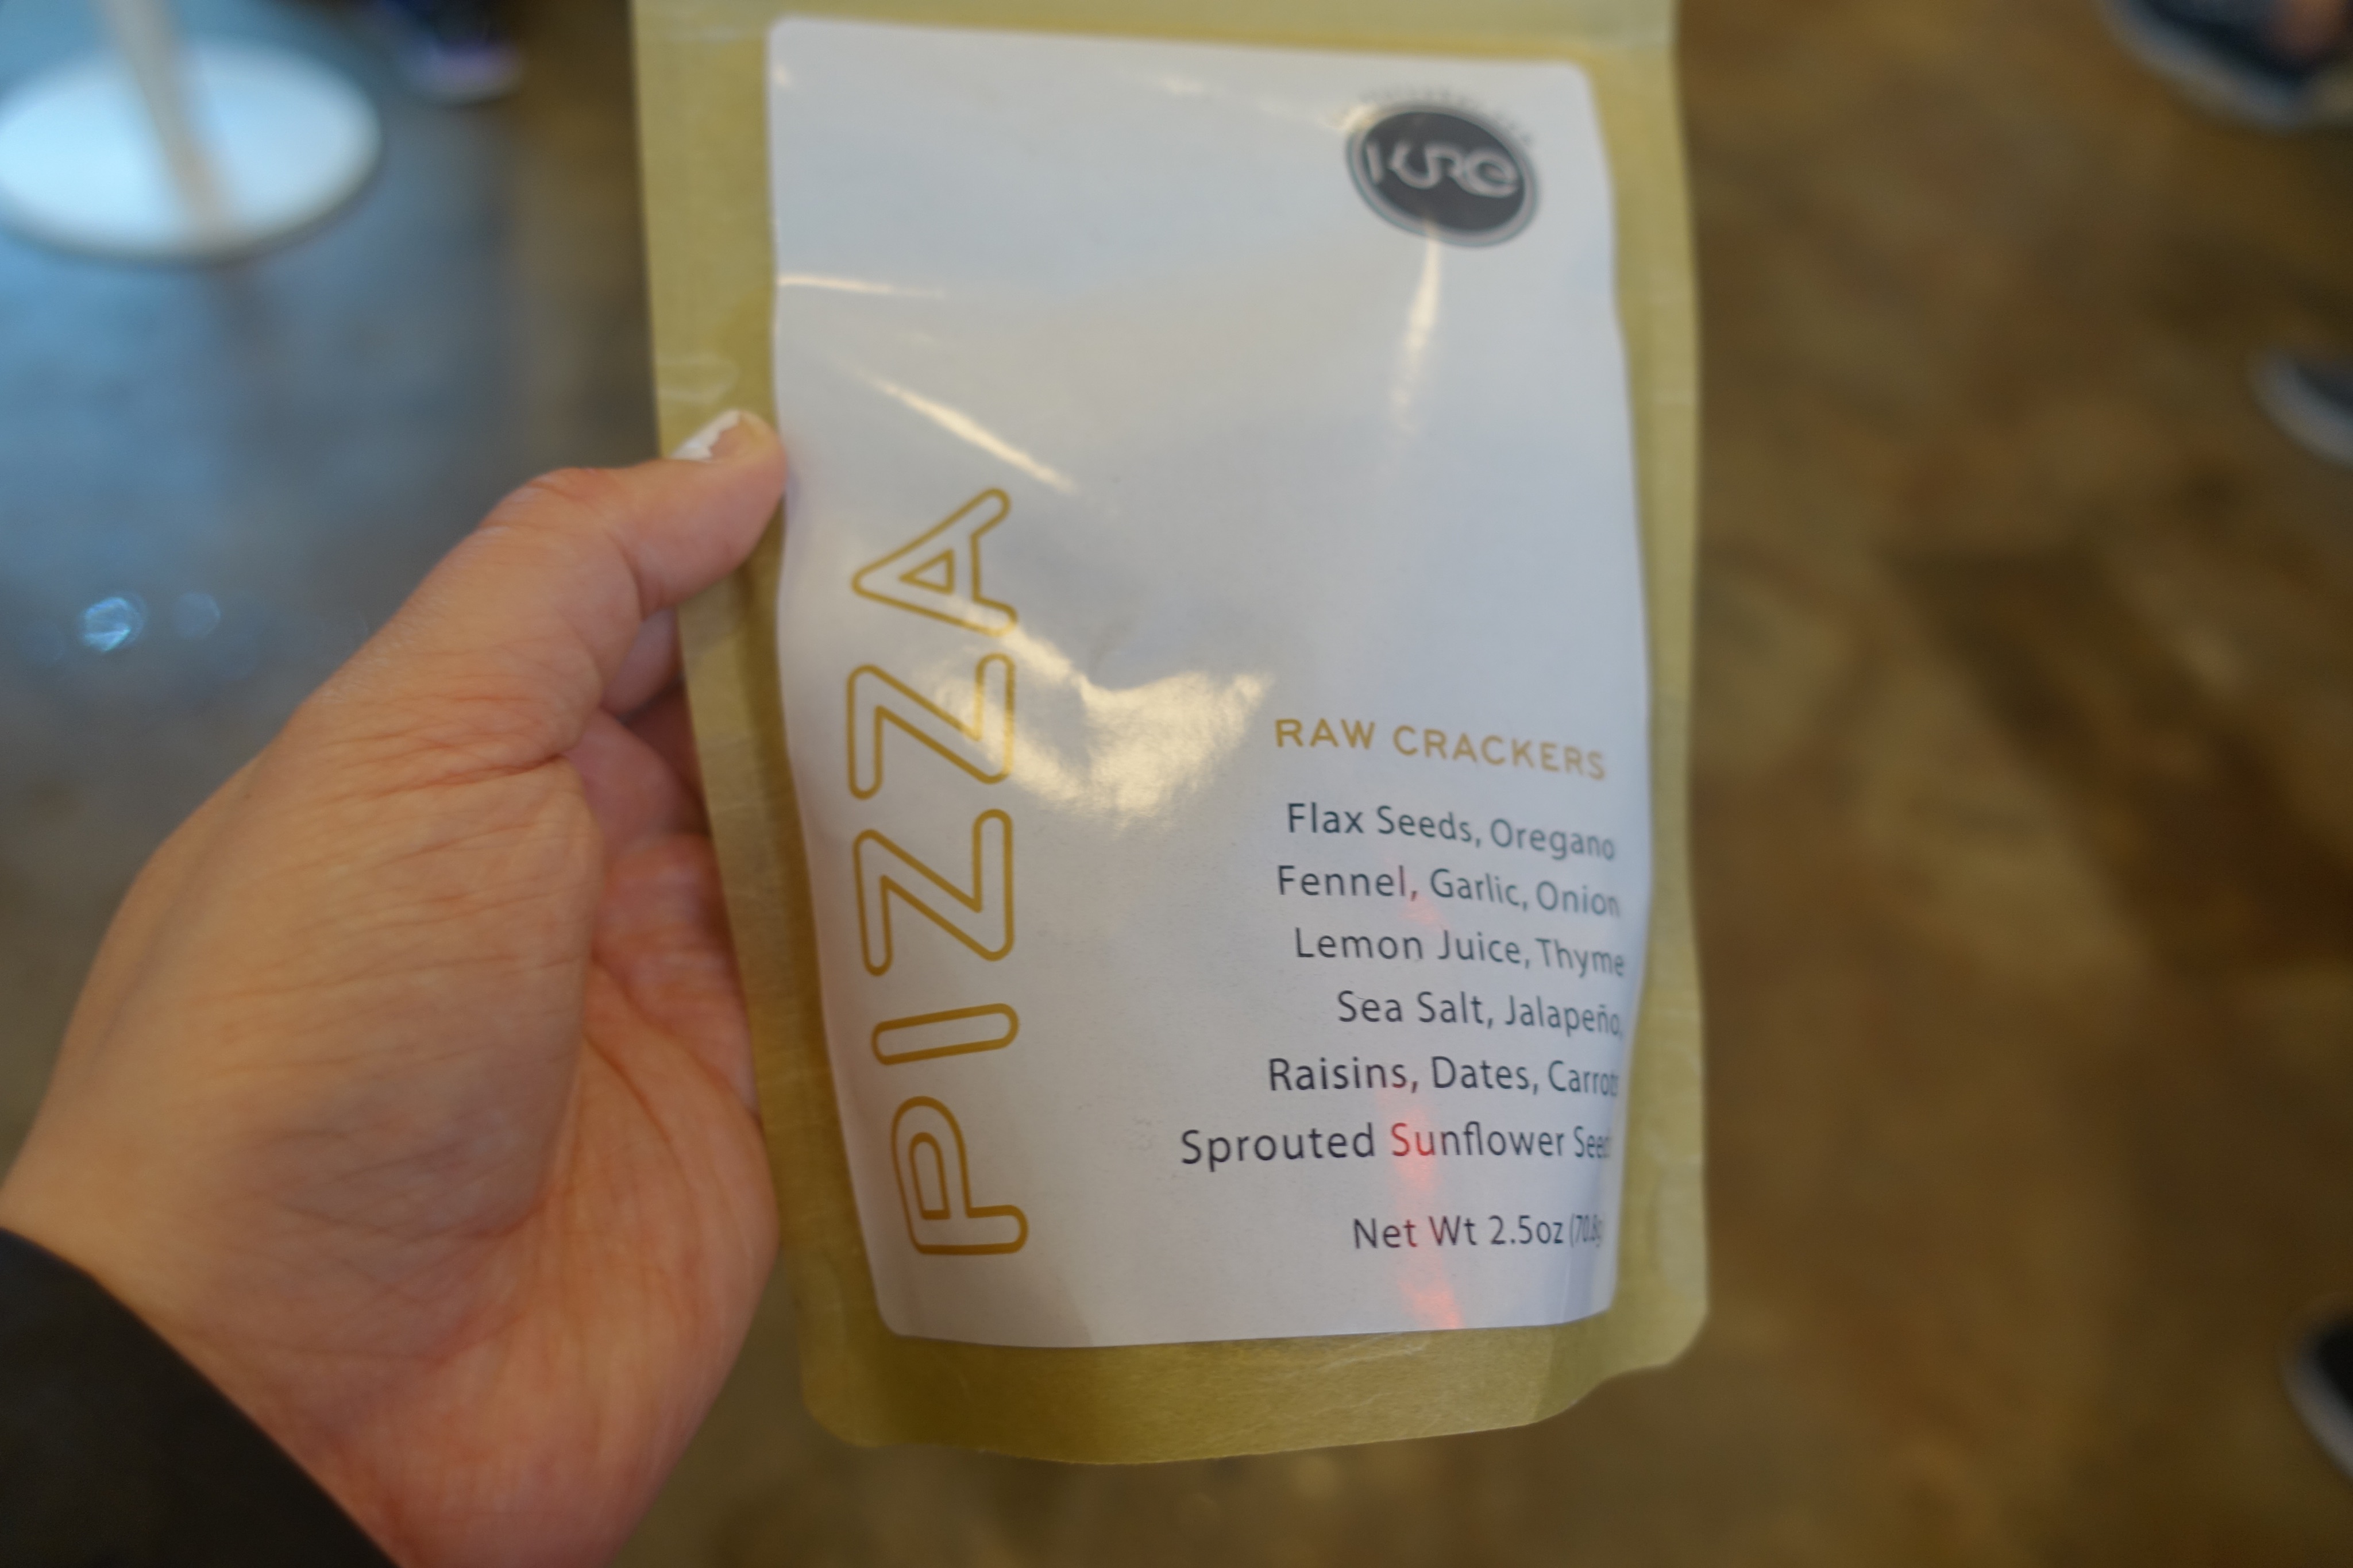 Kure
PIZZA
RAW CRACKERS
Flax Seeds, Oregano
Fennel, Garlic, Onion
Lemon Juice, Thyme
Sea Salt, Jalapeño,
Raisins, Dates, Carrots
Sprouted Sunflower Seed
Net Wt 2.5oz (70.8g)